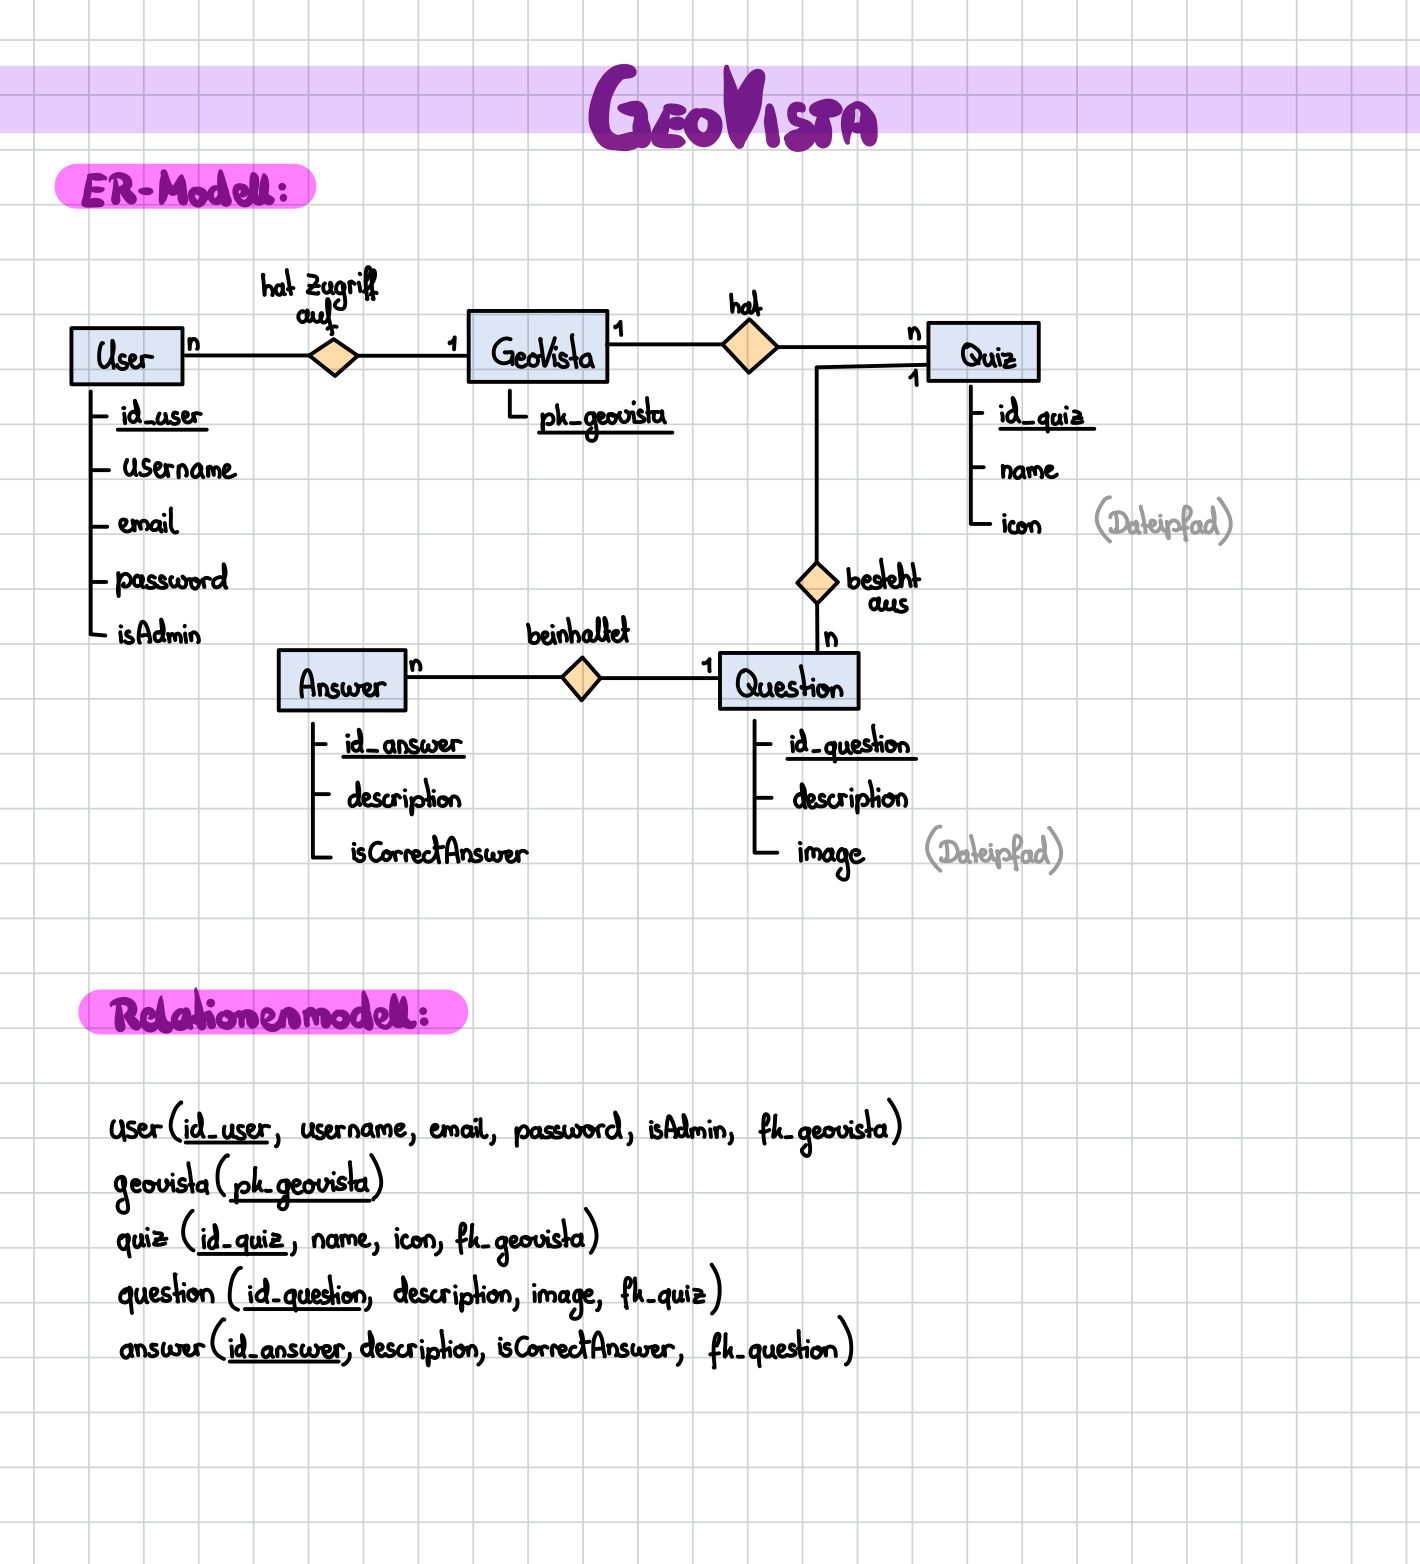 GeoVista
ER-Modell:
hat Zugriff
auf
hat
User
n
1
GeoVista
1
n
Quiz
1
id_user
username
email
password
isAdmin
pk_geovista
id_quiz
name
icon (Dateipfad)
besteht
aus
n
beinhaltet
Answer
n
1
Question
id_answer
description
isCorrectAnswer
id_question
description
image (Dateipfad)
Relationenmodell:
user (id_user, username, email, password, isAdmin, fk_geovista)
geovista (pk_geovista)
quiz (id_quiz, name, icon, fk_geovista)
question (id_question, description, image, fk_quiz)
answer (id_answer, description, isCorrectAnswer, fk_question)